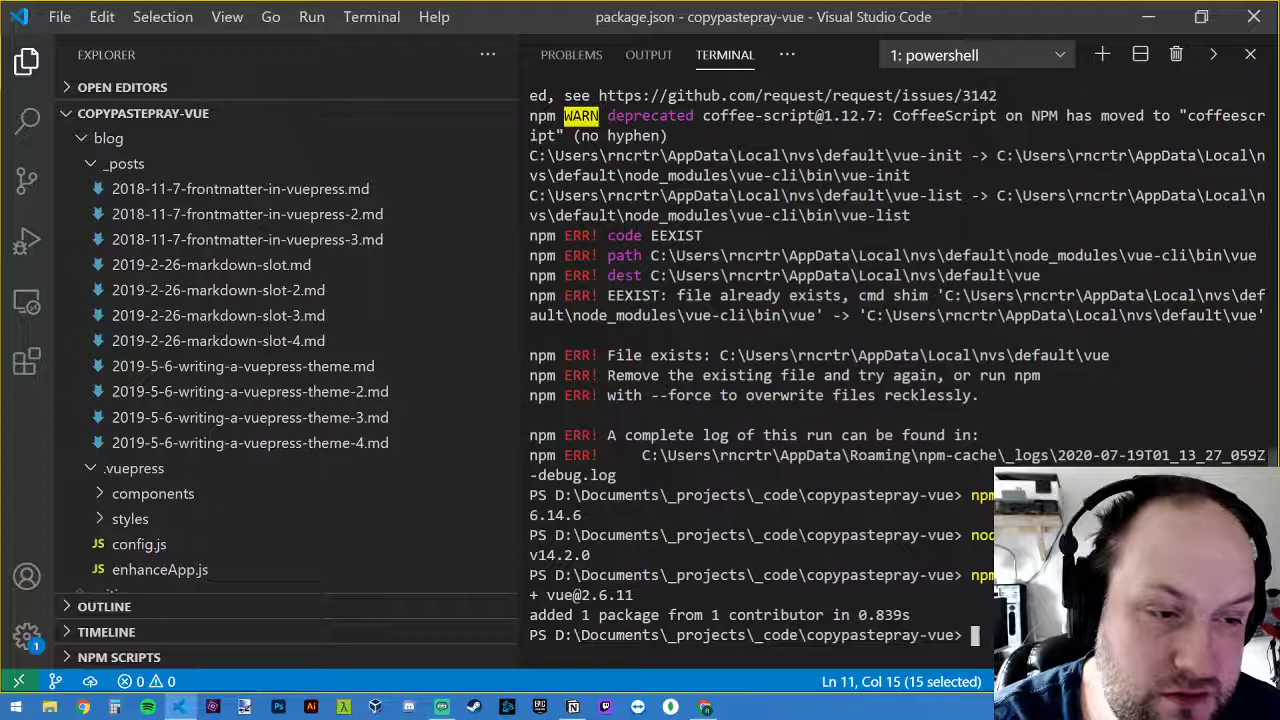 File Edit Selection View Go Run Terminal Help package.json - copypastepray-vue - Visual Studio Code
EXPLORER
OPEN EDITORS
COPYPASTEPRAY-VUE
blog
_posts
2018-11-7-frontmatter-in-vuepress.md
2018-11-7-frontmatter-in-vuepress-2.md
2018-11-7-frontmatter-in-vuepress-3.md
2019-2-26-markdown-slot.md
2019-2-26-markdown-slot-2.md
2019-2-26-markdown-slot-3.md
2019-2-26-markdown-slot-4.md
2019-5-6-writing-a-vuepress-theme.md
2019-5-6-writing-a-vuepress-theme-2.md
2019-5-6-writing-a-vuepress-theme-3.md
2019-5-6-writing-a-vuepress-theme-4.md
.vuepress
components
styles
JS config.js
JS enhanceApp.js
OUTLINE
TIMELINE
NPM SCRIPTS
1
PROBLEMS OUTPUT TERMINAL 1: powershell
ed, see https://github.com/request/request/issues/3142
npm WARN deprecated coffee-script@1.12.7: CoffeeScript on NPM has moved to "coffeescr
ipt" (no hyphen)
C:\Users\rncrtr\AppData\Local\nvs\default\vue-init -> C:\Users\rncrtr\AppData\Local\n
vs\default\node_modules\vue-cli\bin\vue-init
C:\Users\rncrtr\AppData\Local\nvs\default\vue-list -> C:\Users\rncrtr\AppData\Local\n
vs\default\node_modules\vue-cli\bin\vue-list
npm ERR! code EEXIST
npm ERR! path C:\Users\rncrtr\AppData\Local\nvs\default\node_modules\vue-cli\bin\vue
npm ERR! dest C:\Users\rncrtr\AppData\Local\nvs\default\vue
npm ERR! EEXIST: file already exists, cmd shim 'C:\Users\rncrtr\AppData\Local\nvs\def
ault\node_modules\vue-cli\bin\vue' -> 'C:\Users\rncrtr\AppData\Local\nvs\default\vue'
npm ERR! File exists: C:\Users\rncrtr\AppData\Local\nvs\default\vue
npm ERR! Remove the existing file and try again, or run npm
npm ERR! with --force to overwrite files recklessly.
npm ERR! A complete log of this run can be found in:
npm ERR! C:\Users\rncrtr\AppData\Roaming\npm-cache\_logs\2020-07-19T01_13_27_059Z
-debug.log
PS D:\Documents\_projects\_code\copypastepray-vue> npm
6.14.6
PS D:\Documents\_projects\_code\copypastepray-vue> nod
v14.2.0
PS D:\Documents\_projects\_code\copypastepray-vue> npm
+ vue@2.6.11
added 1 package from 1 contributor in 0.839s
PS D:\Documents\_projects\_code\copypastepray-vue>
0 0 Ln 11, Col 15 (15 selected)
Ps Ai